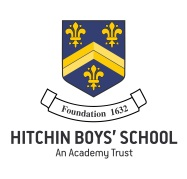 Foundation 1632
HITCHIN BOYS' SCHOOL
An Academy Trust